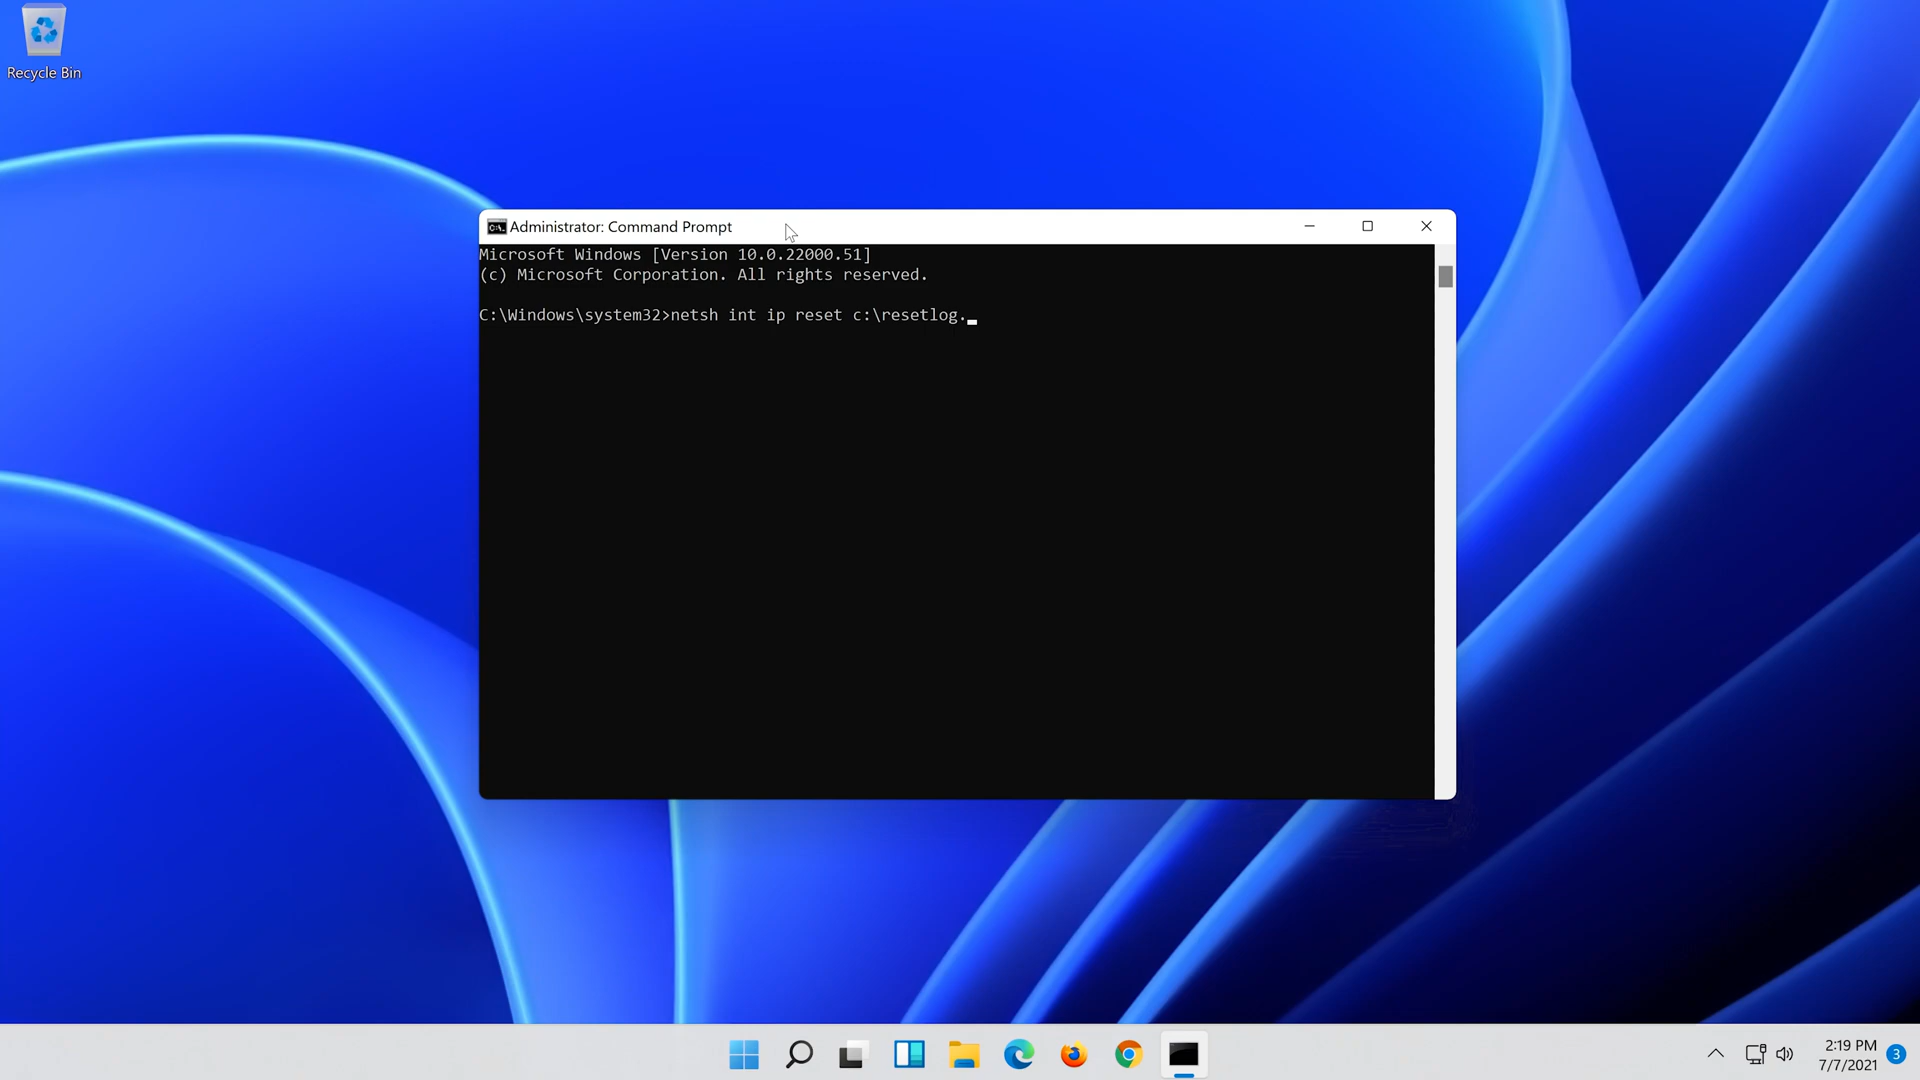 Recycle Bin
Administrator: Command Prompt
Microsoft Windows [Version 10.0.22000.51]
(c) Microsoft Corporation. All rights reserved.
C:\Windows\system32>netsh int ip reset c:\resetlog._
2:19 PM
7/7/2021
3